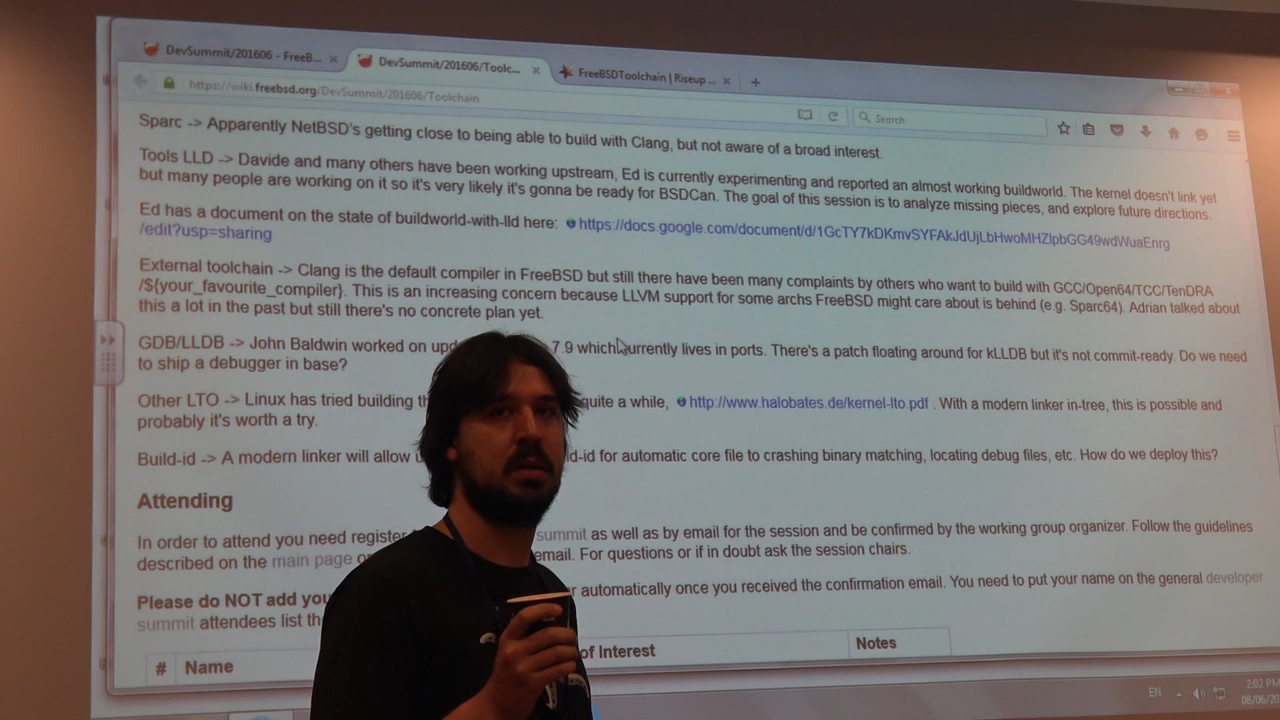 DevSummit/201606 - FreeB...
DevSummit/201606/Toolc...
FreeBSDToolchain | Riseup ...
https://wiki.freebsd.org/DevSummit/201606/Toolchain
Search
Sparc -> Apparently NetBSD's getting close to being able to build with Clang, but not aware of a broad interest.
Tools LLD -> Davide and many others have been working upstream, Ed is currently experimenting and reported an almost working buildworld. The kernel doesn't link yet
but many people are working on it so it's very likely it's gonna be ready for BSDCan. The goal of this session is to analyze missing pieces, and explore future directions.
Ed has a document on the state of buildworld-with-lld here: https://docs.google.com/document/d/1GcTY7kDKmvSYFAkJdUjLbHwoMHZlpbGG49wdWuaEnrg
/edit?usp=sharing
External toolchain -> Clang is the default compiler in FreeBSD but still there have been many complaints by others who want to build with GCC/Open64/TCC/TenDRA
/${your_favourite_compiler}. This is an increasing concern because LLVM support for some archs FreeBSD might care about is behind (e.g. Sparc64). Adrian talked about
this a lot in the past but still there's no concrete plan yet.
GDB/LLDB -> John Baldwin worked on upd 7.9 which currently lives in ports. There's a patch floating around for kLLDB but it's not commit-ready. Do we need
to ship a debugger in base?
Other LTO -> Linux has tried building th quite a while, http://www.halobates.de/kernel-lto.pdf . With a modern linker in-tree, this is possible and
probably it's worth a try.
Build-id -> A modern linker will allow d-id for automatic core file to crashing binary matching, locating debug files, etc. How do we deploy this?
Attending
In order to attend you need register summit as well as by email for the session and be confirmed by the working group organizer. Follow the guidelines
described on the main page email. For questions or if in doubt ask the session chairs.
Please do NOT add you r automatically once you received the confirmation email. You need to put your name on the general developer
summit attendees list th
# Name of Interest Notes
EN
2:02 PM
08/06/20